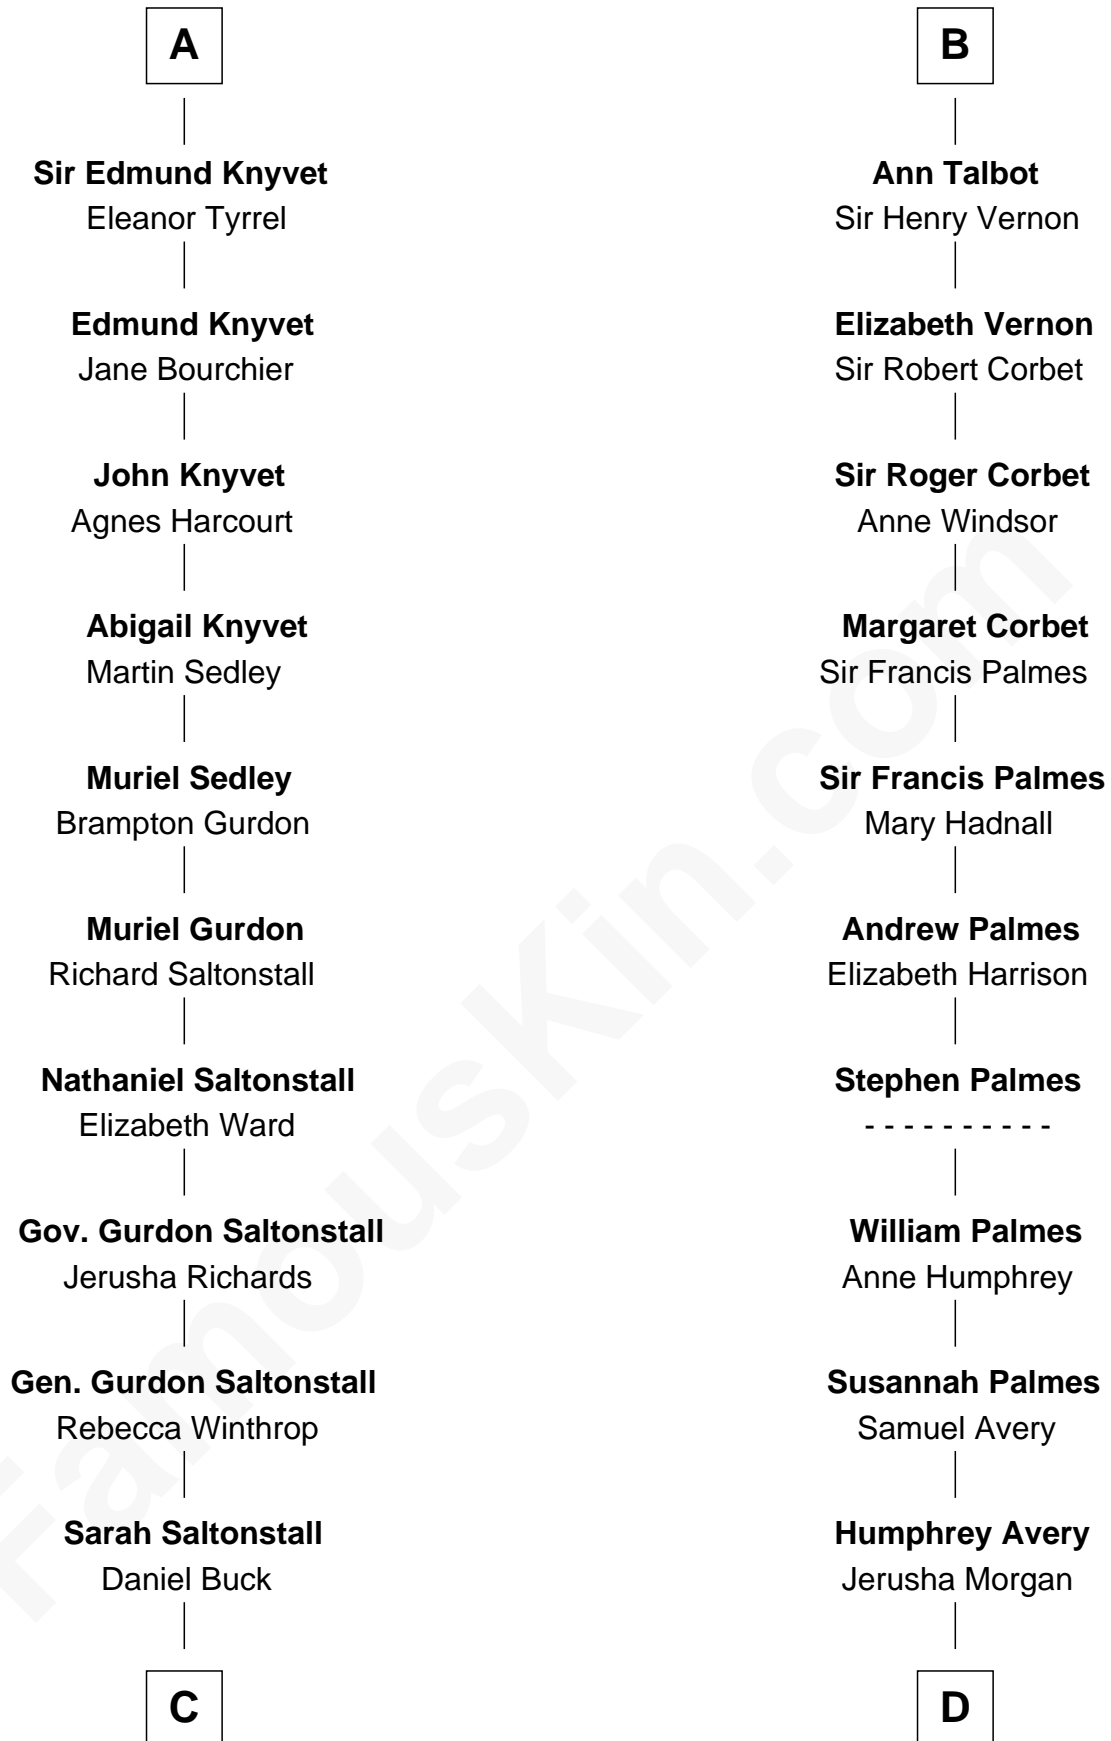 A
Sir Edmund Knyvet
Eleanor Tyrrel
Edmund Knyvet
Jane Bourchier
John Knyvet
Agnes Harcourt
Abigail Knyvet
Martin Sedley
Muriel Sedley
Brampton Gurdon
Muriel Gurdon
Richard Saltonstall
Nathaniel Saltonstall
Elizabeth Ward
Gov. Gurdon Saltonstall
Jerusha Richards
Gen. Gurdon Saltonstall
Rebecca Winthrop
Sarah Saltonstall
Daniel Buck
C
B
Ann Talbot
Sir Henry Vernon
Elizabeth Vernon
Sir Robert Corbet
Sir Roger Corbet
Anne Windsor
Margaret Corbet
Sir Francis Palmes
Sir Francis Palmes
Mary Hadnall
Andrew Palmes
Elizabeth Harrison
Stephen Palmes
- - - - - - - - - -
William Palmes
Anne Humphrey
Susannah Palmes
Samuel Avery
Humphrey Avery
Jerusha Morgan
D
FamousKin.com